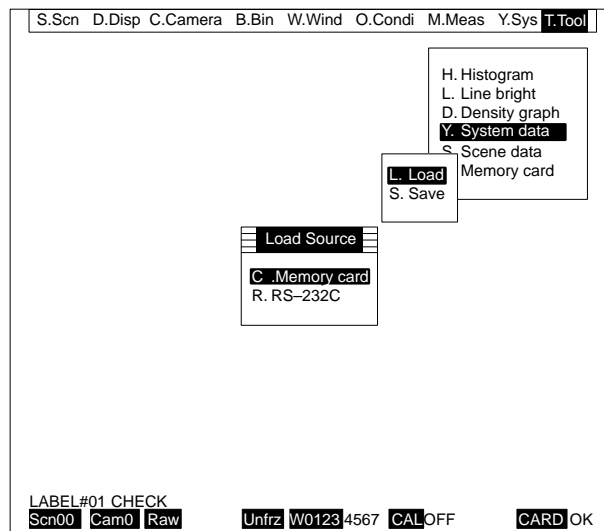 S.Scn D.Disp C.Camera B.Bin W.Wind O.Condi M.Meas Y.Sys T.Tool
H. Histogram
L. Line bright
D. Density graph
Y. System data
S. Scene data
Memory card
L. Load
S. Save
Load Source
C .Memory card
R. RS–232C
LABEL#01 CHECK
Scn00 Cam0 Raw Unfrz W0123 4567 CAL OFF CARD OK